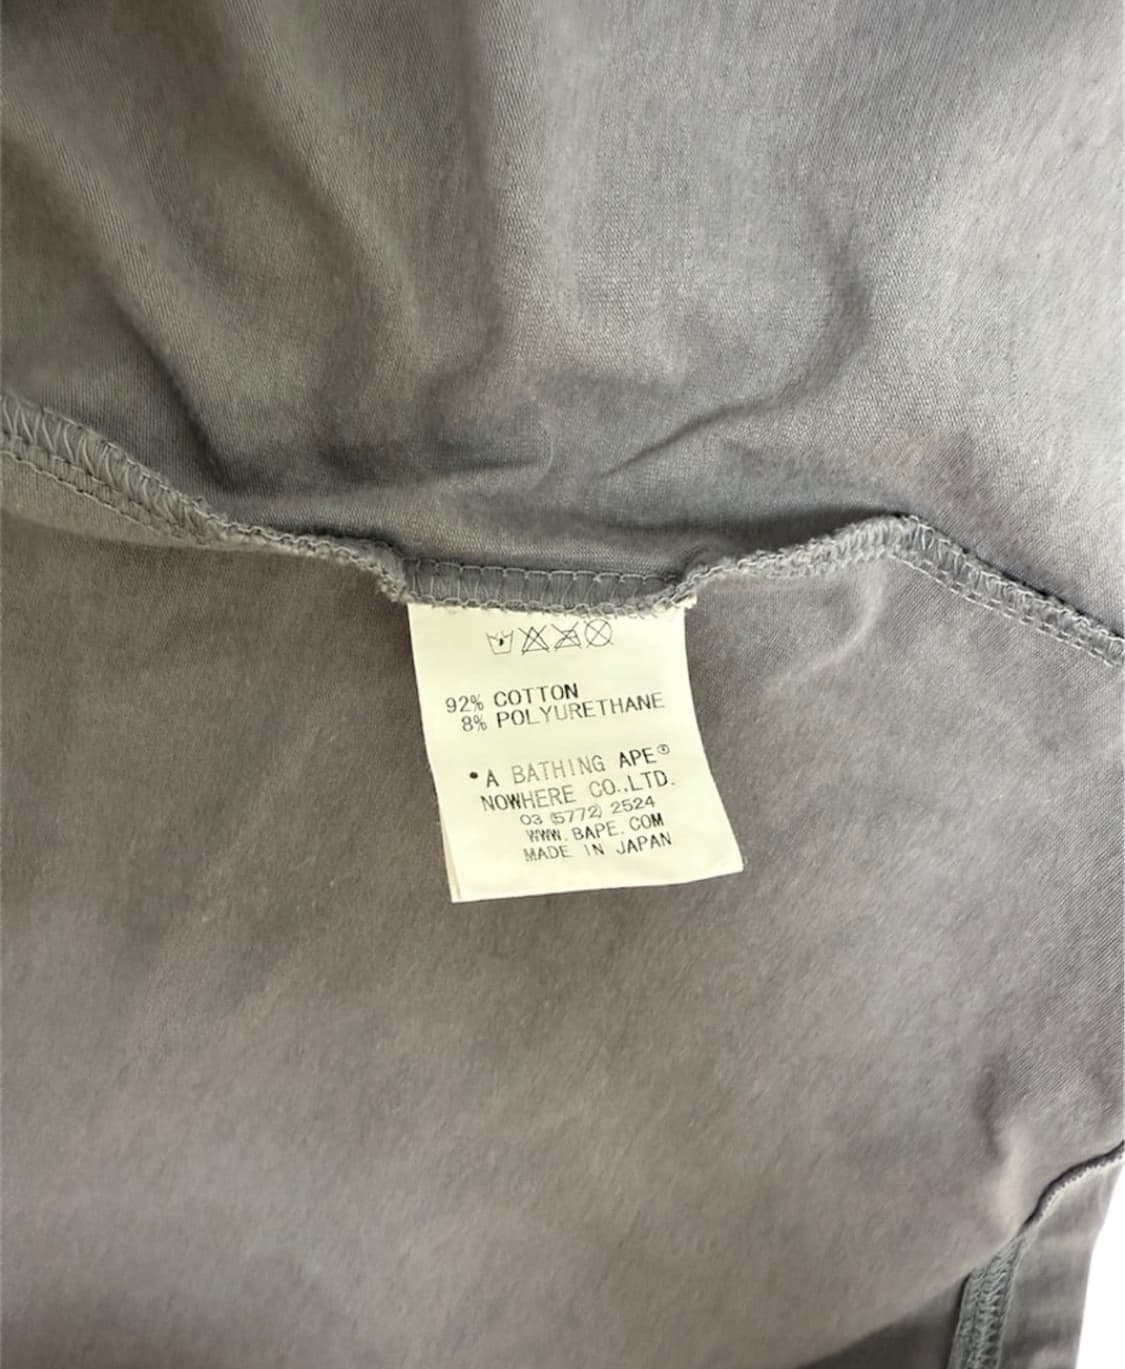 92% COTTON
8% POLYURETHANE
•A BATHING APE®
NOWHERE CO.,LTD.
03 (5772) 2524
WWW.BAPE.COM
MADE IN JAPAN